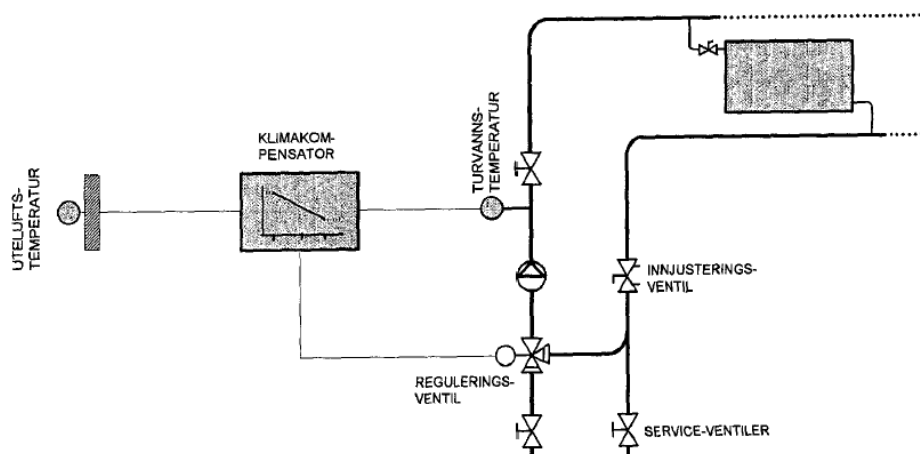 KLIMAKOM-
PENSATOR
TURVANNS-
TEMPERATUR
UTELUFTS-
TEMPERATUR
INNJUSTERINGS-
VENTIL
REGULERINGS-
VENTIL
SERVICE-VENTILER